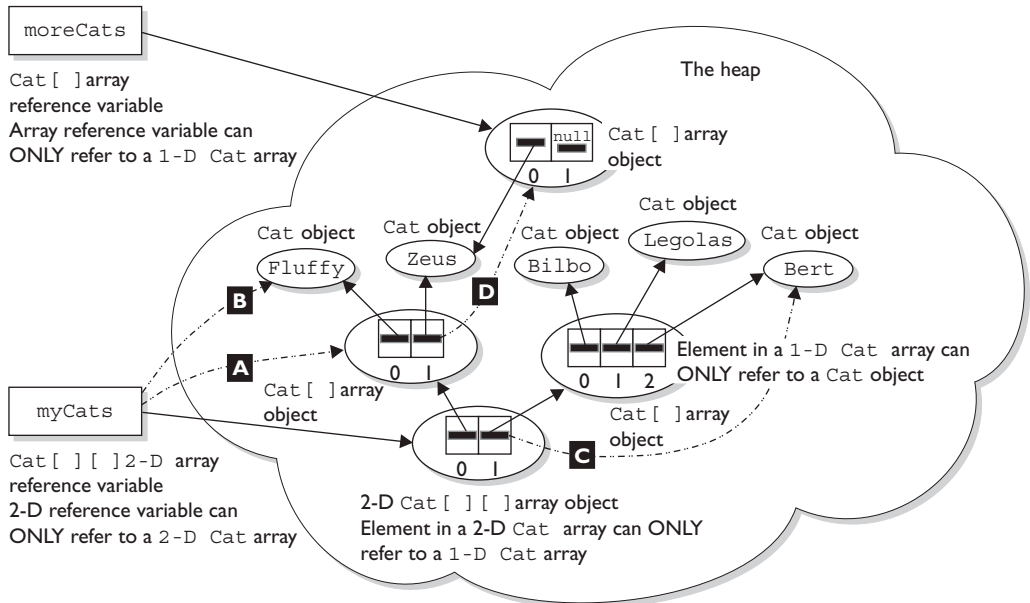 moreCats
Cat [ ] array
reference variable
Array reference variable can
ONLY refer to a 1-D Cat array
The heap
null
0 1
Cat [ ] array
object
Cat object
Fluffy
Cat object
Zeus
Cat object
Bilbo
Cat object
Legolas
Cat object
Bert
B
D
A
0 1
Cat [ ] array
object
0 1 2
Element in a 1-D Cat array can
ONLY refer to a Cat object
Cat [ ] array
object
C
myCats
0 1
Cat [ ] [ ] 2-D array
reference variable
2-D reference variable can
ONLY refer to a 2-D Cat array
2-D Cat [ ] [ ] array object
Element in a 2-D Cat array can ONLY
refer to a 1-D Cat array